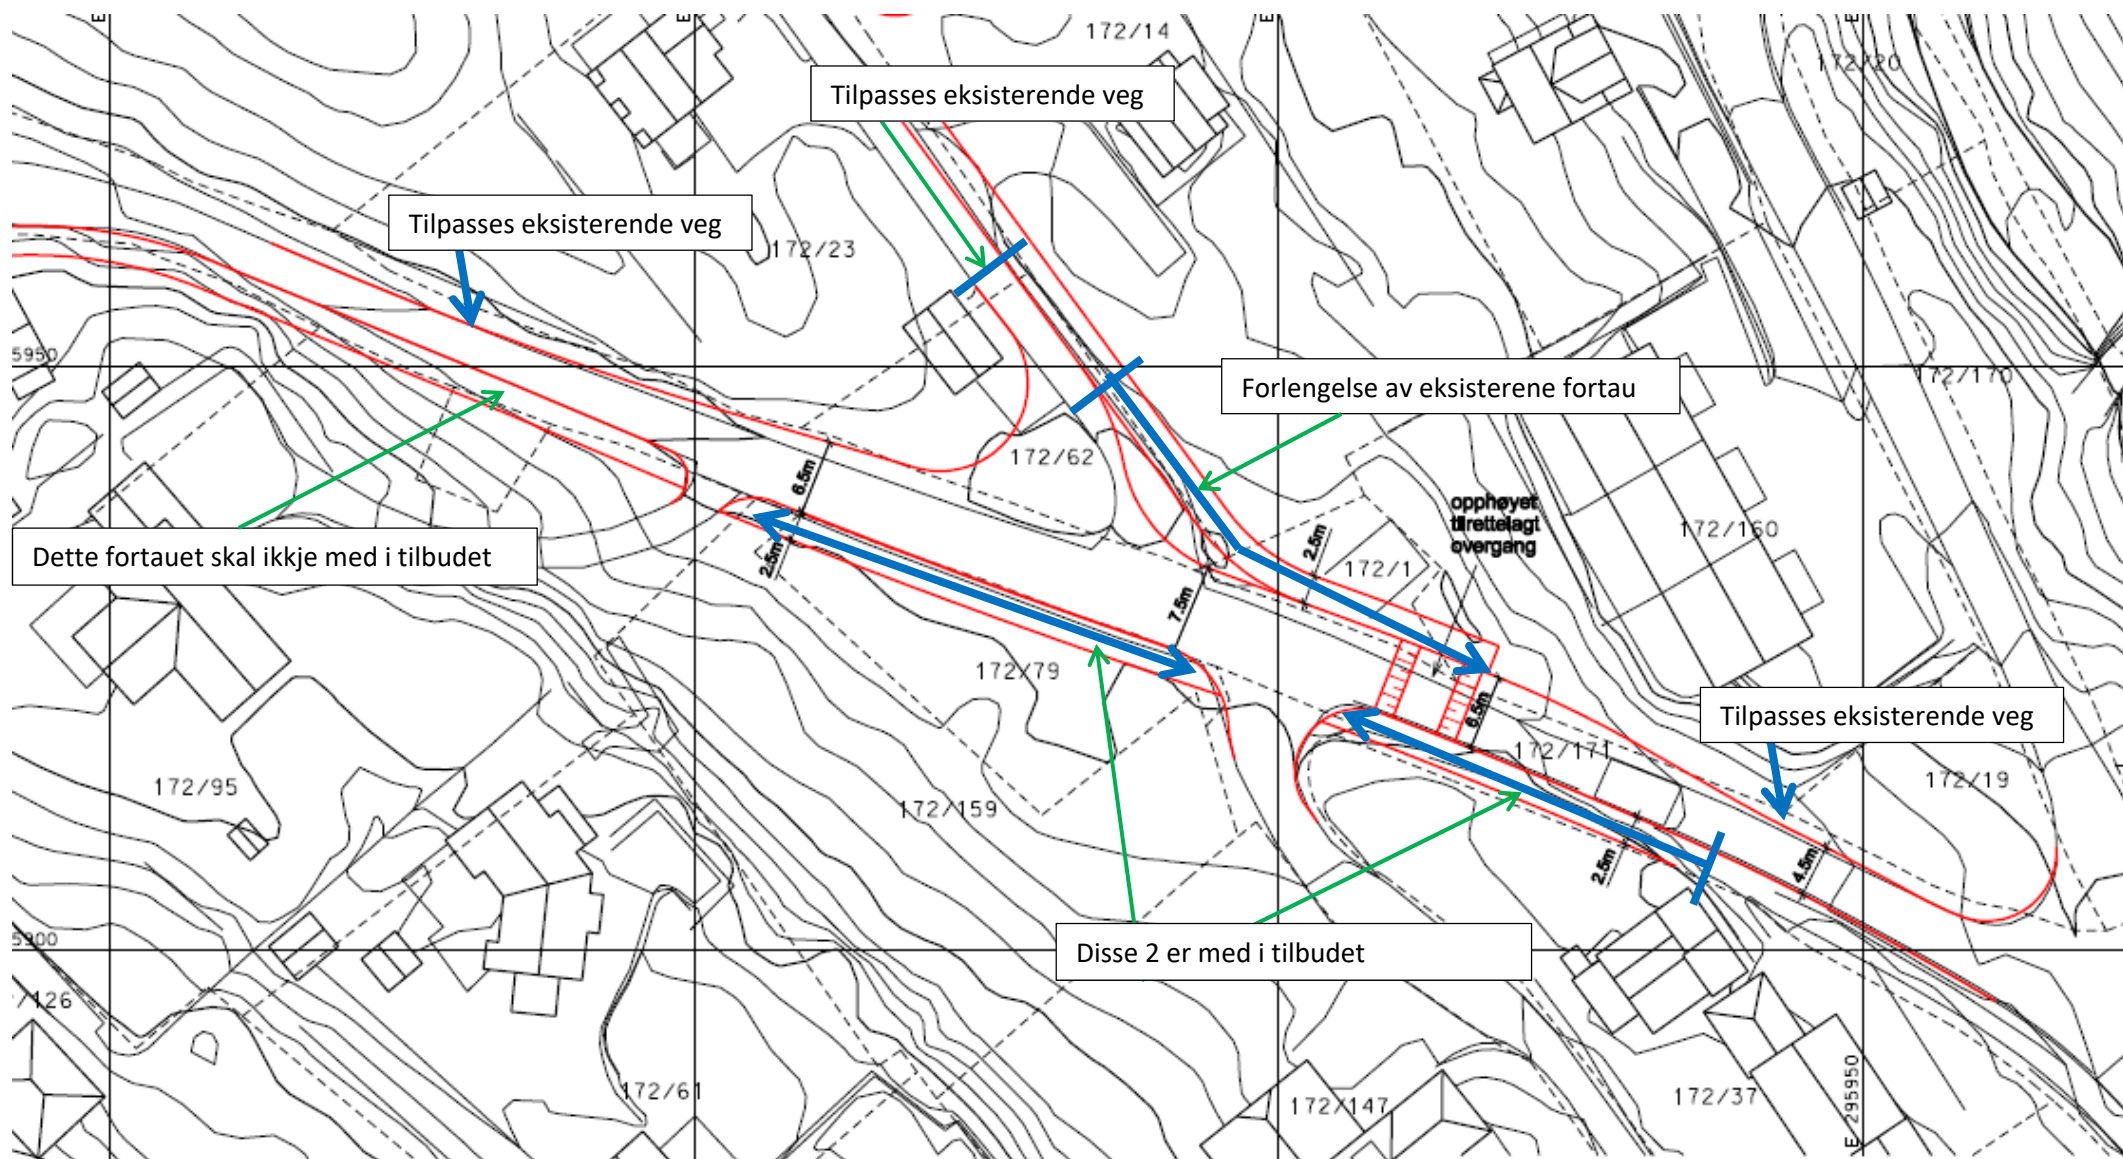 172/14
172/20
Tilpasses eksisterende veg
Tilpasses eksisterende veg
172/23
5950
Forlengelse av eksisterene fortau
172/170
172/62
6.5m
opphøyet
tilrettelagt
overgang
172/160
Dette fortauet skal ikkje med i tilbudet
2.5m
2.5m
172/1
7.5m
172/79
6.5m
Tilpasses eksisterende veg
172/171
172/95
172/19
172/159
2.5m
4.5m
Disse 2 er med i tilbudet
5900
/126
172/61
172/147
172/37
E 295950